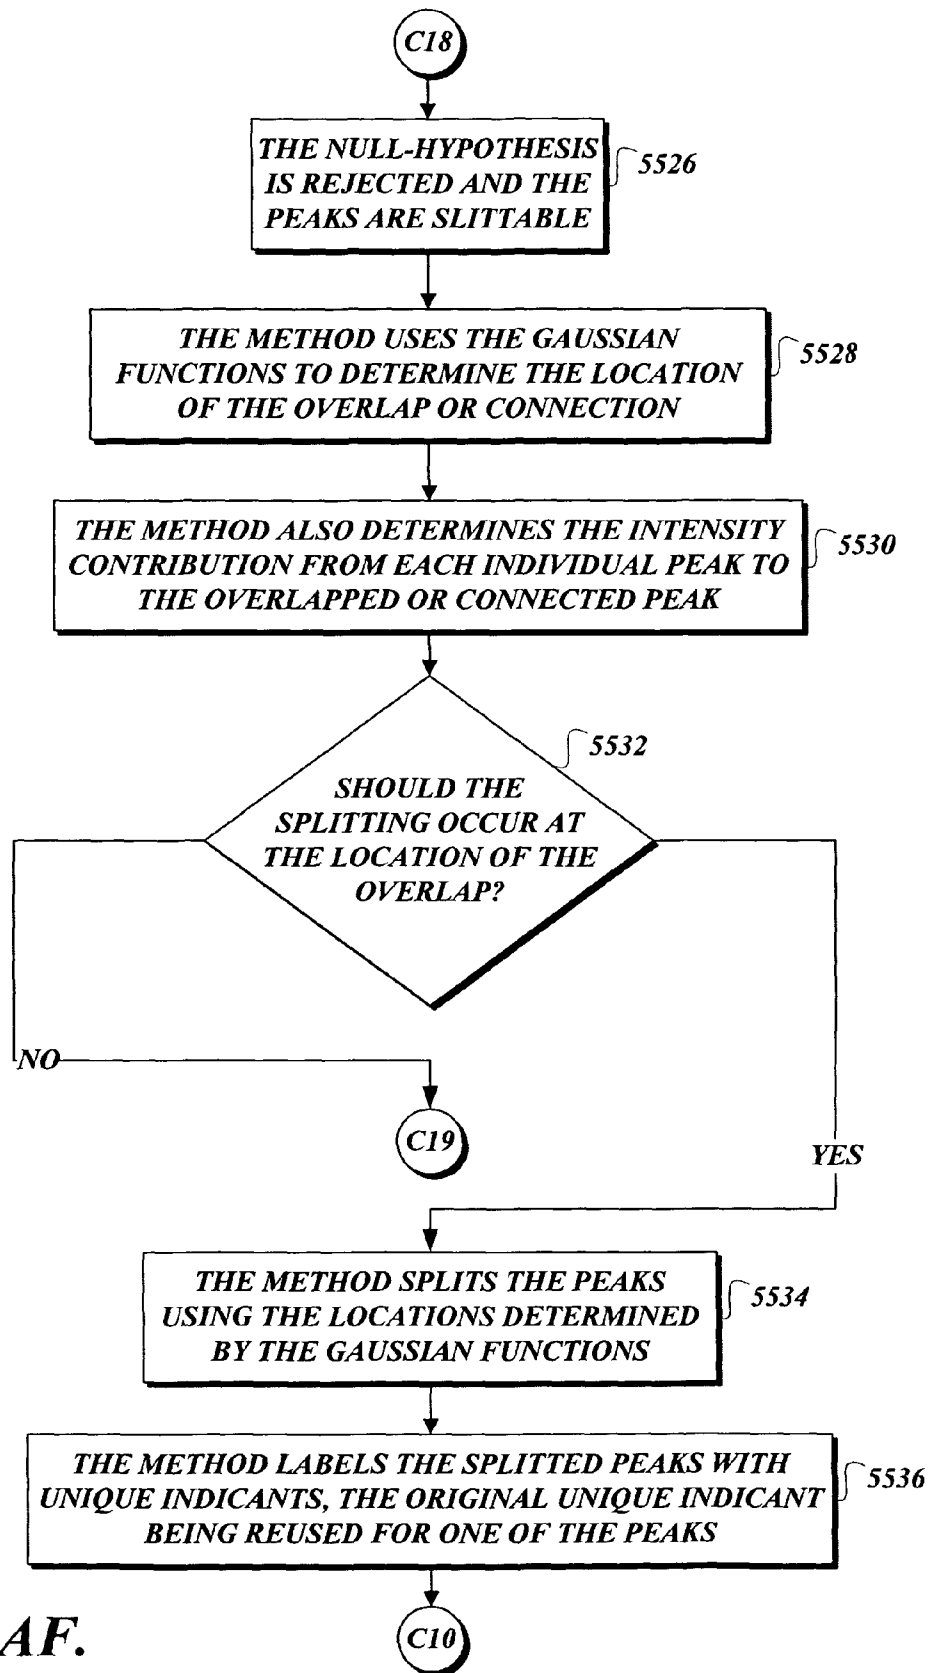 C18
THE NULL-HYPOTHESIS
IS REJECTED AND THE
PEAKS ARE SLITTABLE
5526
THE METHOD USES THE GAUSSIAN
FUNCTIONS TO DETERMINE THE LOCATION
OF THE OVERLAP OR CONNECTION
5528
THE METHOD ALSO DETERMINES THE INTENSITY
CONTRIBUTION FROM EACH INDIVIDUAL PEAK TO
THE OVERLAPPED OR CONNECTED PEAK
5530
SHOULD THE
SPLITTING OCCUR AT
THE LOCATION OF THE
OVERLAP?
5532
NO
C19
YES
THE METHOD SPLITS THE PEAKS
USING THE LOCATIONS DETERMINED
BY THE GAUSSIAN FUNCTIONS
5534
THE METHOD LABELS THE SPLITTED PEAKS WITH
UNIQUE INDICANTS, THE ORIGINAL UNIQUE INDICANT
BEING REUSED FOR ONE OF THE PEAKS
5536
C10
AF.